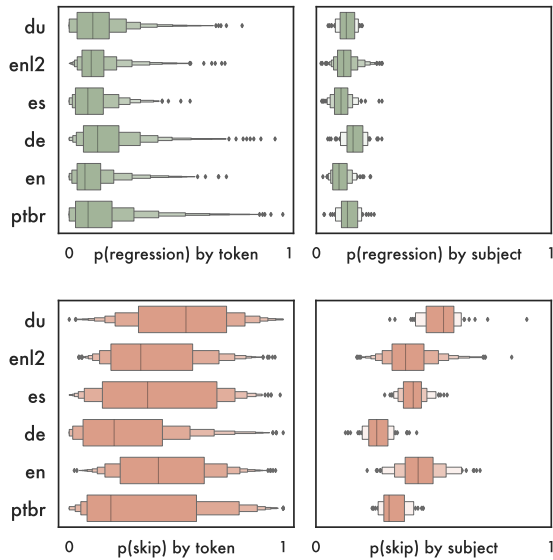 du
enl2
es
de
en
ptbr
0 p(regression) by token 1
0 p(regression) by subject 1
du
enl2
es
de
en
ptbr
0 p(skip) by token 1
0 p(skip) by subject 1